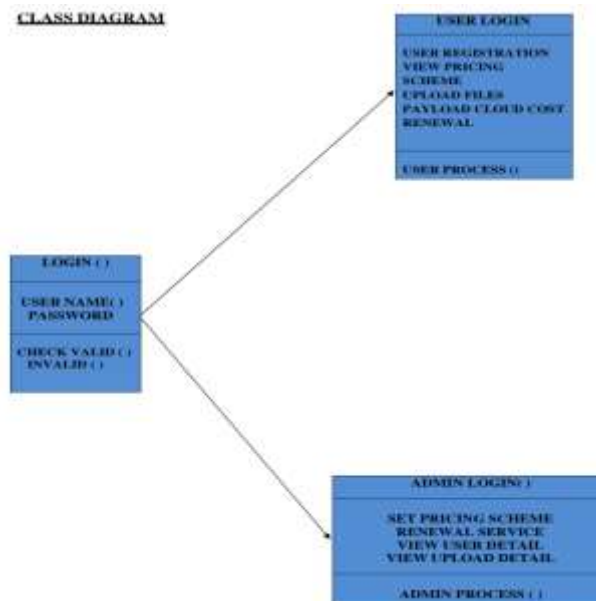 CLASS DIAGRAM
USER LOGIN
USER REGISTRATION
VIEW PRICING
SCHEME
UPLOAD FILES
PAYLOAD CLOUD COST
RENEWAL
USER PROCESS ( )
LOGIN ( )
USER NAME( )
PASSWORD
CHECK VALID ( )
INVALID ( )
ADMIN LOGIN( )
SET PRICING SCHEME
RENEWAL SERVICE
VIEW USER DETAIL
VIEW UPLOAD DETAIL
ADMIN PROCESS ( )